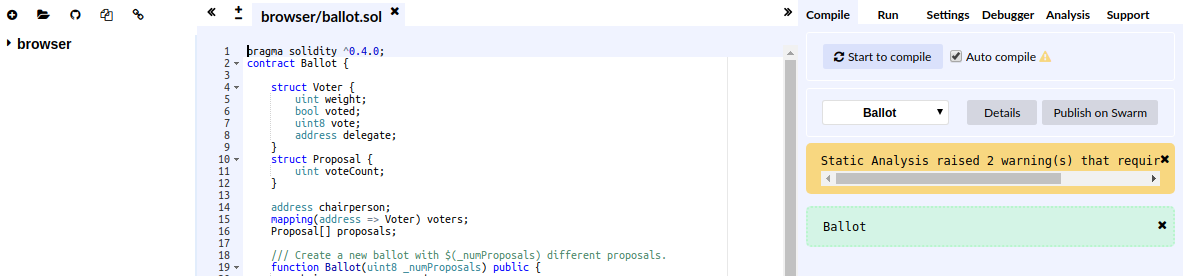 browser/ballot.sol
Compile Run Settings Debugger Analysis Support
browser
1 pragma solidity ^0.4.0;
2 contract Ballot {
3
4 struct Voter {
5 uint weight;
6 bool voted;
7 uint8 vote;
8 address delegate;
9 }
10 struct Proposal {
11 uint voteCount;
12 }
13
14 address chairperson;
15 mapping(address => Voter) voters;
16 Proposal[] proposals;
17
18 /// Create a new ballot with $(_numProposals) different proposals.
19 function Ballot(uint8 _numProposals) public {
Start to compile Auto compile
Ballot Details Publish on Swarm
Static Analysis raised 2 warning(s) that requir
Ballot